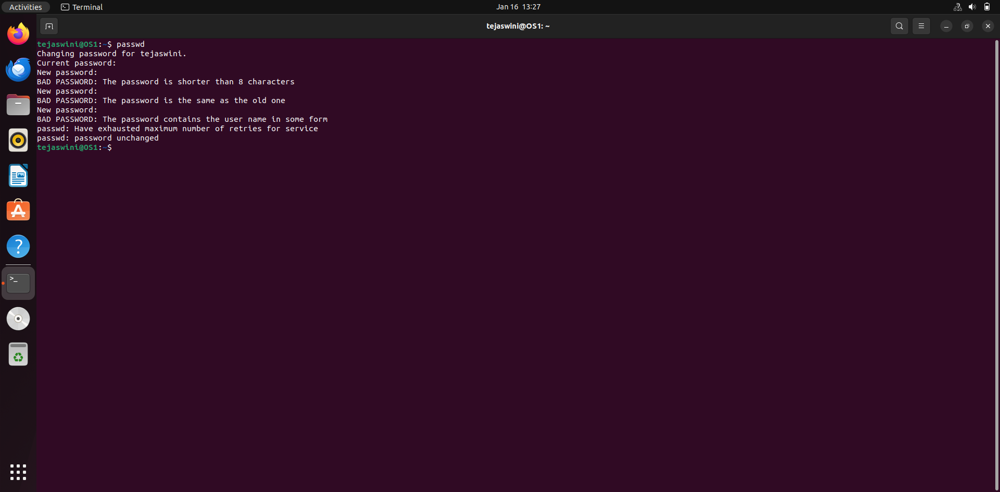 Activities
Terminal
Jan 16 13:27
tejaswini@OS1: ~
tejaswini@OS1:~$ passwd
Changing password for tejaswini.
Current password:
New password:
BAD PASSWORD: The password is shorter than 8 characters
New password:
BAD PASSWORD: The password is the same as the old one
New password:
BAD PASSWORD: The password contains the user name in some form
passwd: Have exhausted maximum number of retries for service
passwd: password unchanged
tejaswini@OS1:~$